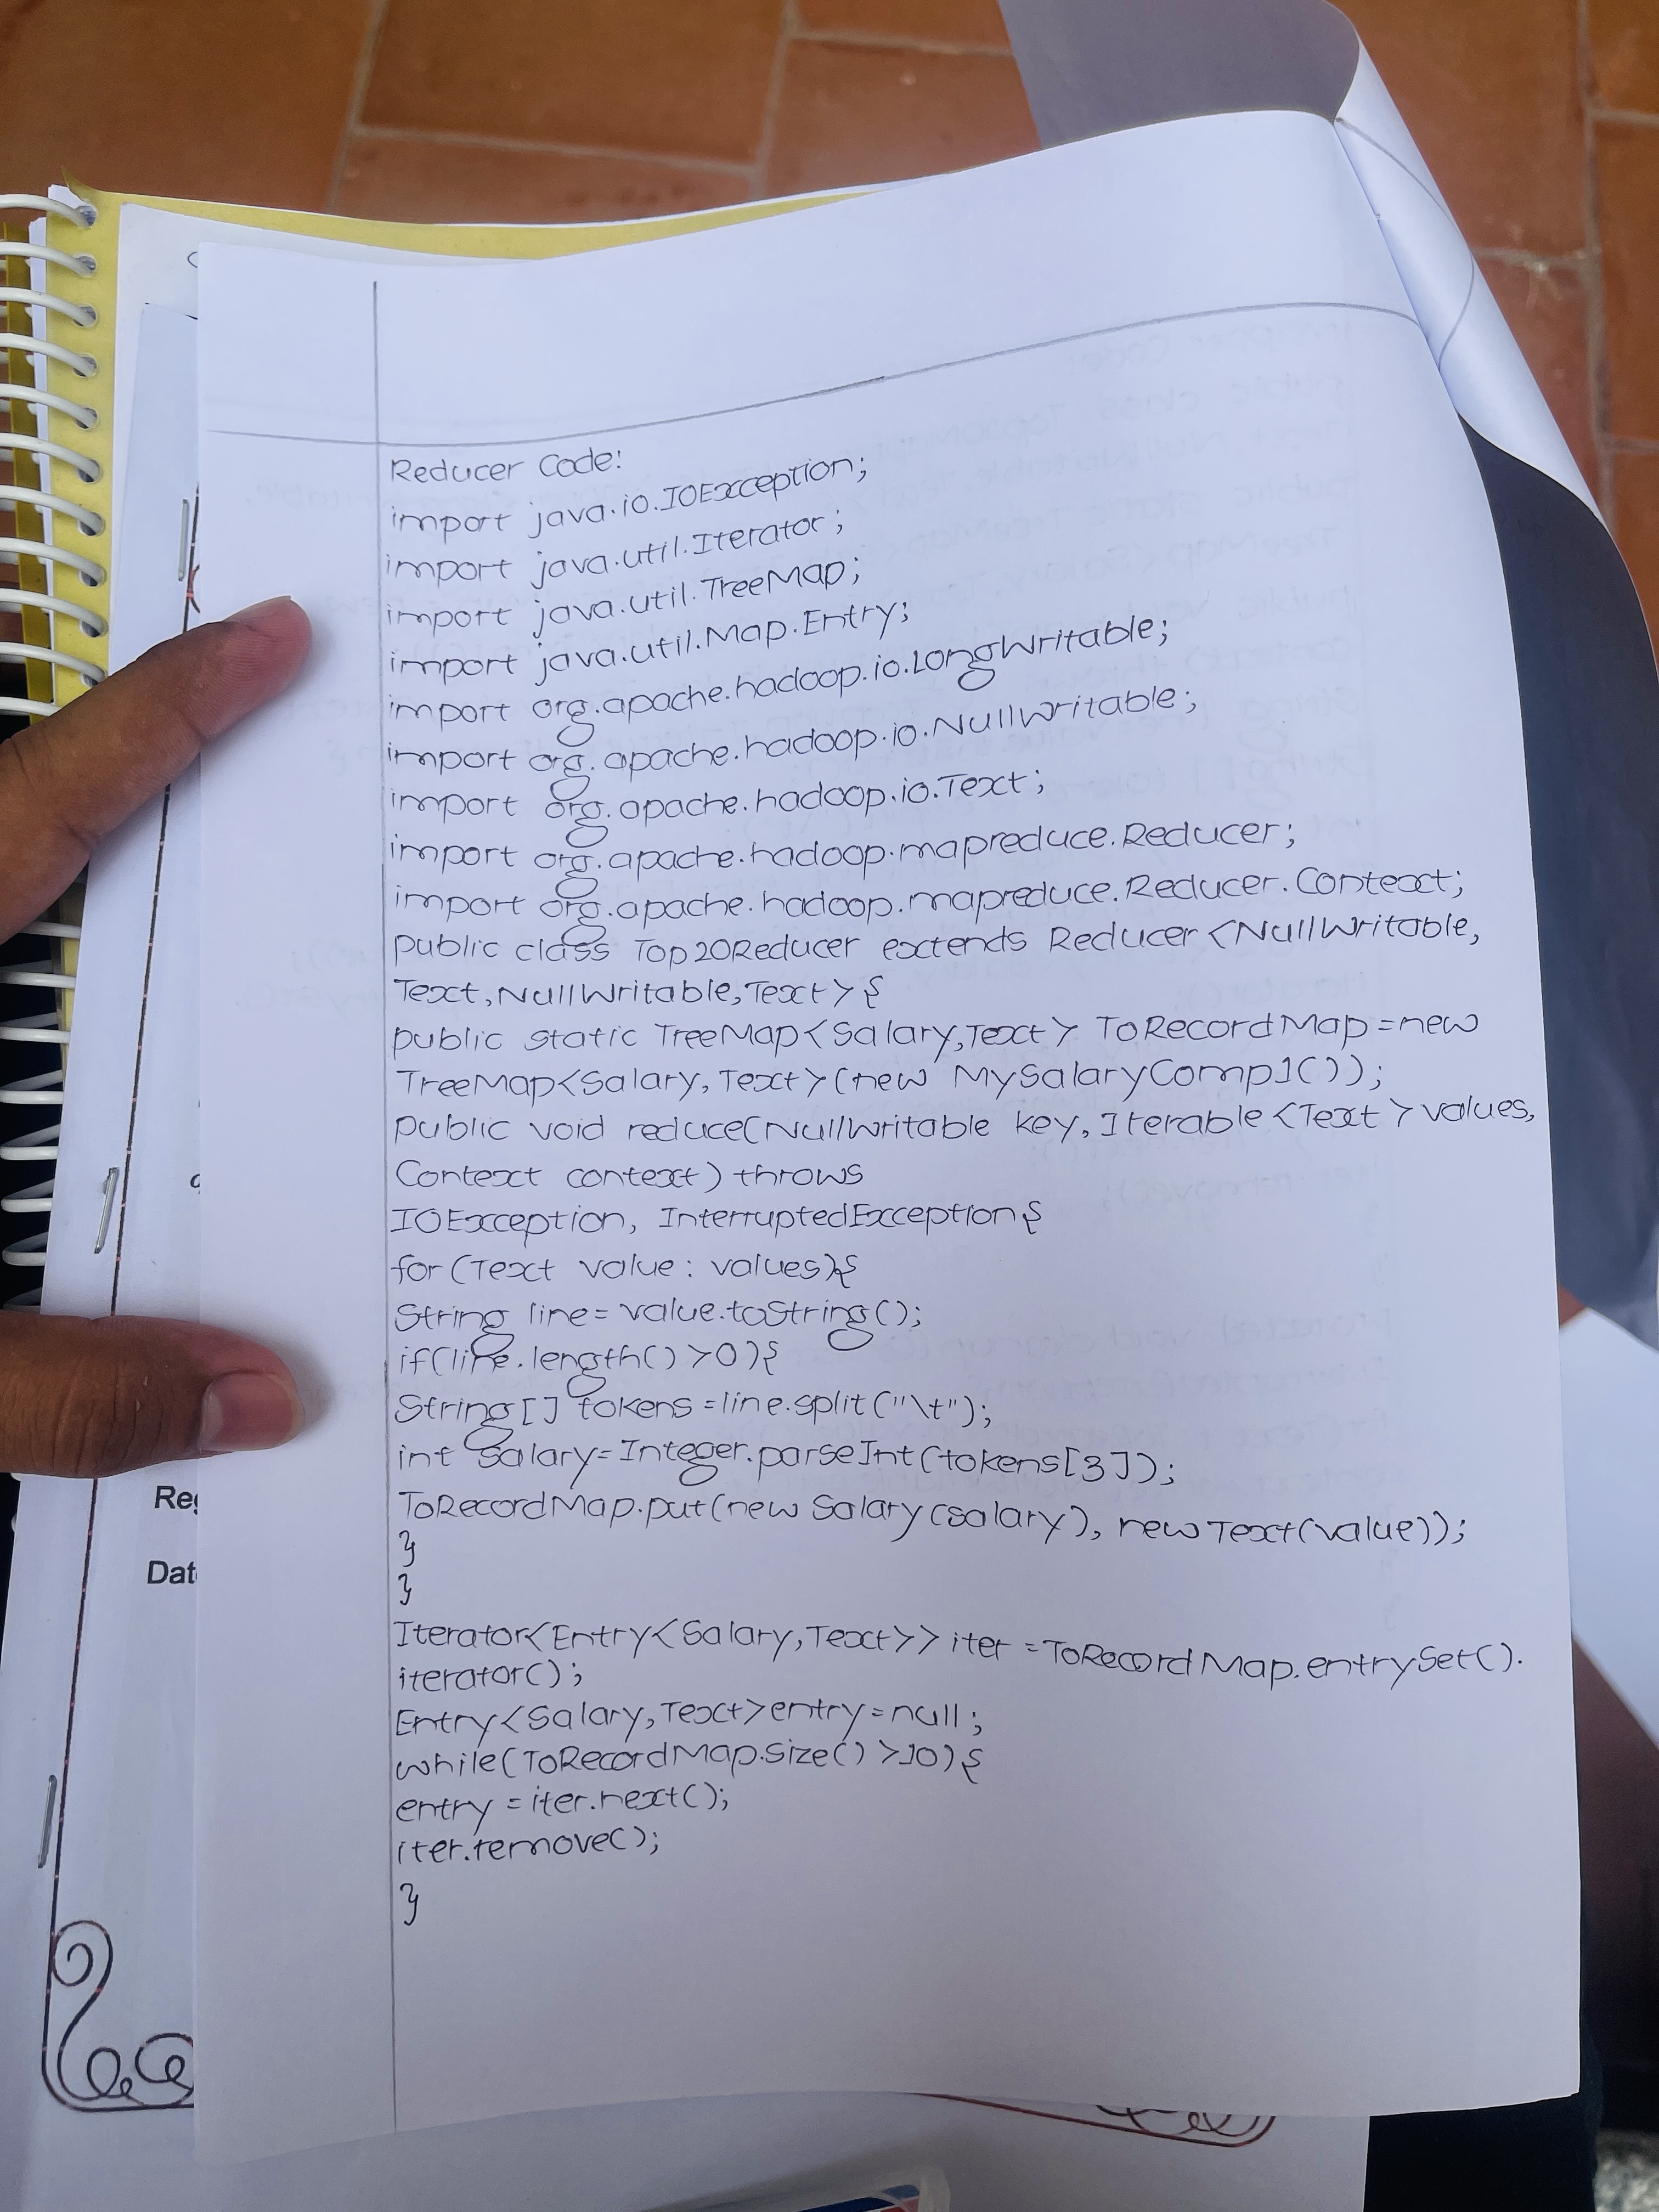 Reducer Code:
import java.io.IOException;
import java.util.Iterator;
import java.util.TreeMap;
import java.util.Map.Entry;
import org.apache.hadoop.io.LongWritable;
import org.apache.hadoop.io.NullWritable;
import org.apache.hadoop.io.Text;
import org.apache.hadoop.mapreduce.Reducer;
import org.apache.hadoop.mapreduce.Reducer.Context;
public class Top20Reducer extends Reducer<NullWritable,
Text,NullWritable,Text>{
public static TreeMap<Salary,Text> ToRecordMap=new
TreeMap<Salary,Text>(new MySalaryComp1());
public void reduce(NullWritable key,Iterable<Text>values,
Context context)throws
IOException, InterruptedException{
for(Text value:values){
String line=value.toString();
if(line.length()>0){
String[] tokens=line.split("\t");
int salary=Integer.parseInt(tokens[3]);
ToRecordMap.put(new Salary(salary), new Text(value));
}
}
Iterator<Entry<Salary,Text>>iter=ToRecordMap.entrySet().
iterator();
Entry<Salary,Text>entry=null;
while(ToRecordMap.size()>10){
entry=iter.next();
iter.remove();
}